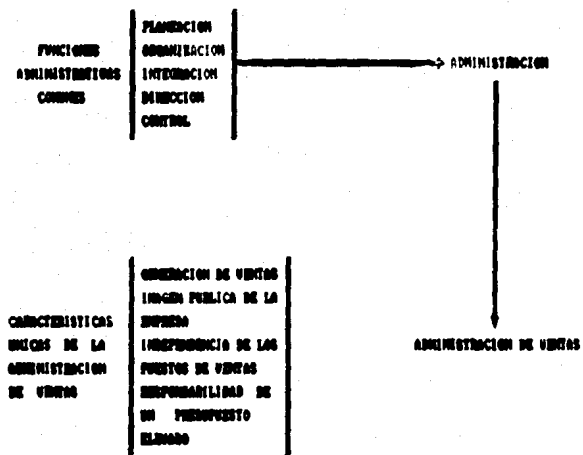 FUNCIONES
ADMINISTRATIVAS
COMUNES
PLANEACION
ORGANIZACION
INTEGRACION
DIRECCION
CONTROL
ADMINISTRACION
CARACTERISTICAS
UNICAS DE LA
ADMINISTRACION
DE VENTAS
GENERACION DE VENTAS
IMAGEN PUBLICA DE LA
EMPRESA
INDEPENDENCIA DE LOS
PUESTOS DE VENTAS
RESPONSABILIDAD DE
UN PRESUPUESTO
ELEVADO
ADMINISTRACION DE VENTAS